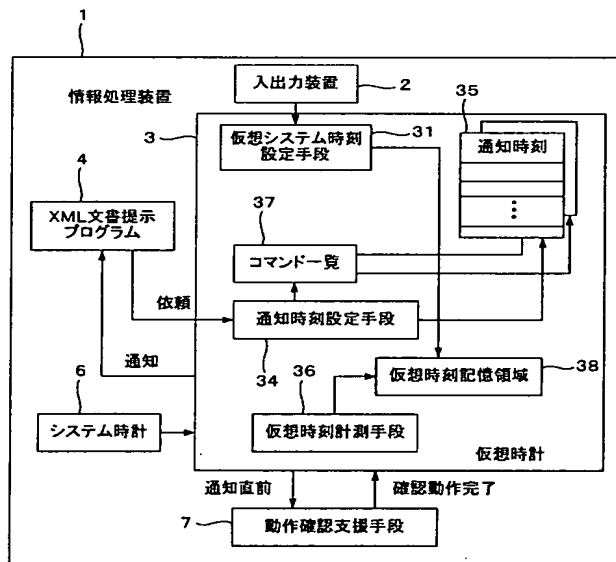 1
入出力装置
2
情報処理装置
35
3
仮想システム時刻
設定手段
31
通知時刻
4
XML文書提示
プログラム
37
コマンド一覧
依頼
通知時刻設定手段
34
通知
36
仮想時刻記憶領域
38
6
システム時計
仮想時刻計測手段
仮想時計
通知直前
確認動作完了
7
動作確認支援手段